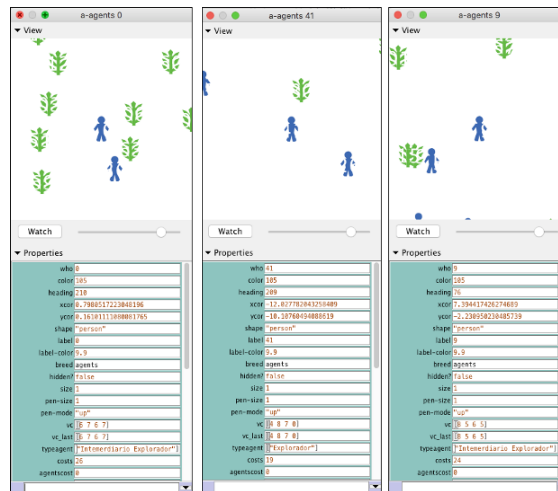 a-agents 0
View
Watch
Properties
who 0
color 105
heading 210
xcor 0.7988517223048196
ycor 0.16101111080081765
shape "person"
label 0
label-color 9.9
breed agents
hidden? false
size 1
pen-size 1
pen-mode "up"
vc [6 7 6 7]
vc_last [6 7 6 7]
typeagent ["Intemerdiario Explorador"]
costs 26
agentscost 0
a-agents 41
View
Watch
Properties
who 41
color 105
heading 209
xcor -12.027782043258409
ycor -10.18760494088619
shape "person"
label 41
label-color 9.9
breed agents
hidden? false
size 1
pen-size 1
pen-mode "up"
vc [4 8 7 8]
vc_last [4 8 7 8]
typeagent ["Explorador"]
costs 19
agentscost 0
a-agents 9
View
Watch
Properties
who 9
color 105
heading 76
xcor 7.394417426274689
ycor -2.230950230485739
shape "person"
label 9
label-color 9.9
breed agents
hidden? false
size 1
pen-size 1
pen-mode "up"
vc [8 5 6 5]
vc_last [8 5 6 5]
typeagent ["Intemerdiario Explorador"]
costs 24
agentscost 0